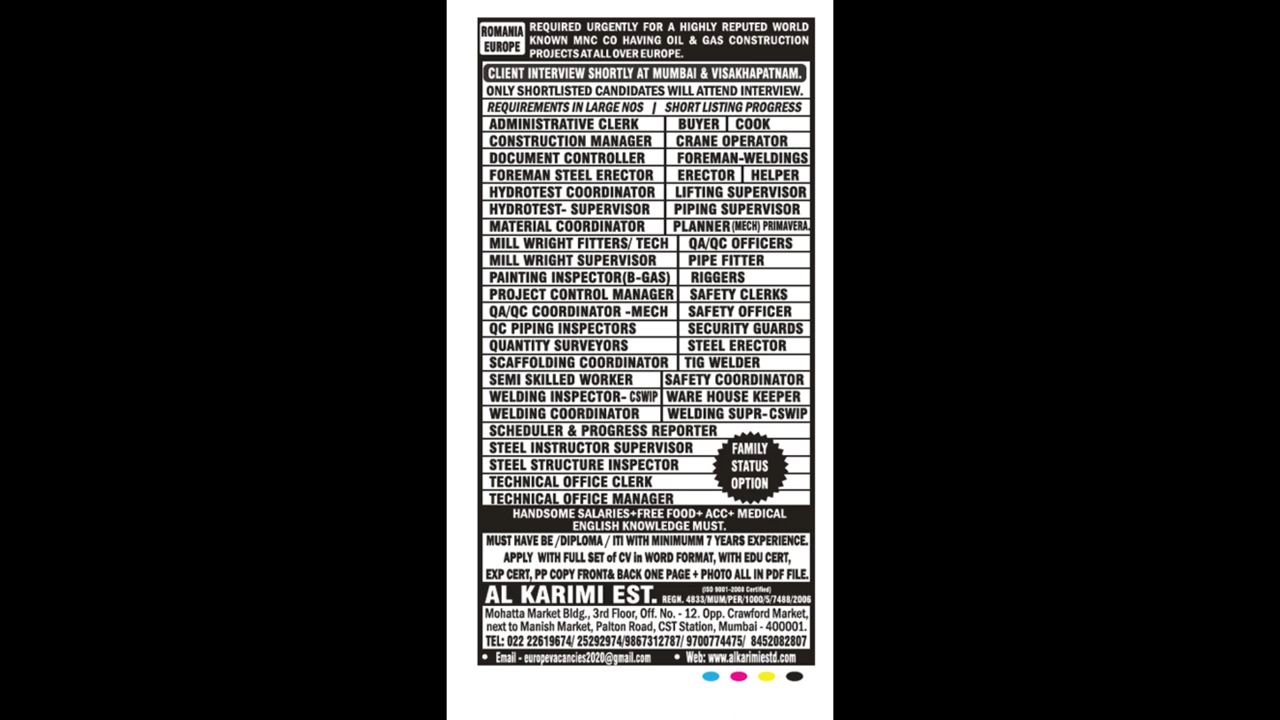 ROMANIA EUROPE
REQUIRED URGENTLY FOR A HIGHLY REPUTED WORLD
KNOWN MNC CO HAVING OIL & GAS CONSTRUCTION
PROJECTS AT ALL OVER EUROPE.
CLIENT INTERVIEW SHORTLY AT MUMBAI & VISAKHAPATNAM.
ONLY SHORTLISTED CANDIDATES WILL ATTEND INTERVIEW.
REQUIREMENTS IN LARGE NOS | SHORT LISTING PROGRESS
ADMINISTRATIVE CLERK | BUYER | COOK
CONSTRUCTION MANAGER | CRANE OPERATOR
DOCUMENT CONTROLLER | FOREMAN-WELDINGS
FOREMAN STEEL ERECTOR | ERECTOR | HELPER
HYDROTEST COORDINATOR | LIFTING SUPERVISOR
HYDROTEST- SUPERVISOR | PIPING SUPERVISOR
MATERIAL COORDINATOR | PLANNER (MECH) PRIMAVERA.
MILL WRIGHT FITTERS/ TECH | QA/QC OFFICERS
MILL WRIGHT SUPERVISOR | PIPE FITTER
PAINTING INSPECTOR(B-GAS) | RIGGERS
PROJECT CONTROL MANAGER | SAFETY CLERKS
QA/QC COORDINATOR -MECH | SAFETY OFFICER
QC PIPING INSPECTORS | SECURITY GUARDS
QUANTITY SURVEYORS | STEEL ERECTOR
SCAFFOLDING COORDINATOR | TIG WELDER
SEMI SKILLED WORKER | SAFETY COORDINATOR
WELDING INSPECTOR- CSWIP | WARE HOUSE KEEPER
WELDING COORDINATOR | WELDING SUPR-CSWIP
SCHEDULER & PROGRESS REPORTER
STEEL INSTRUCTOR SUPERVISOR
STEEL STRUCTURE INSPECTOR
TECHNICAL OFFICE CLERK
TECHNICAL OFFICE MANAGER
FAMILY
STATUS
OPTION
HANDSOME SALARIES+FREE FOOD+ ACC+ MEDICAL
ENGLISH KNOWLEDGE MUST.
MUST HAVE BE /DIPLOMA / ITI WITH MINIMUMM 7 YEARS EXPERIENCE.
APPLY WITH FULL SET of CV in WORD FORMAT, WITH EDU CERT,
EXP CERT, PP COPY FRONT& BACK ONE PAGE + PHOTO ALL IN PDF FILE.
AL KARIMI EST. (ISO 9001-2008 Certified)
REGN. 4833/MUM/PER/1000/5/7488/2006
Mohatta Market Bldg., 3rd Floor, Off. No. - 12. Opp. Crawford Market,
next to Manish Market, Palton Road, CST Station, Mumbai - 400001.
TEL: 022 22619674/ 25292974/9867312787/ 9700774475/ 8452082807
• Email - europevacancies2020@gmail.com • Web: www.alkarimiestd.com